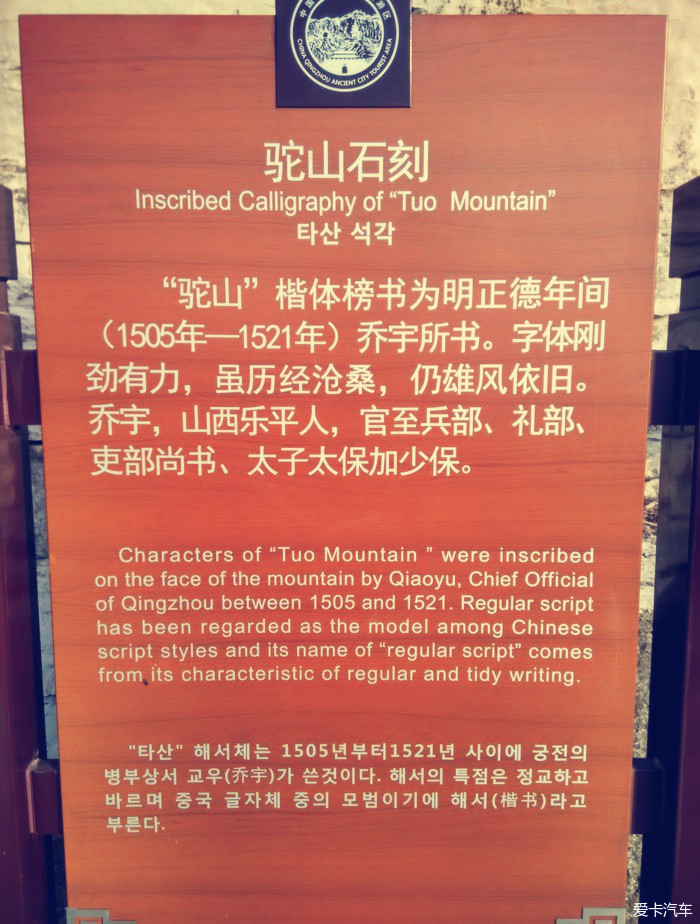 CHINA QINGZHOU ANCIENT CITY TOURIST AREA
驼山石刻
Inscribed Calligraphy of “Tuo Mountain”
타산 석각
“驼山”楷体榜书为明正德年间
（1505年—1521年）乔宇所书。字体刚
劲有力，虽历经沧桑，仍雄风依旧。
乔宇，山西乐平人，官至兵部、礼部、
吏部尚书、太子太保加少保。
Characters of “Tuo Mountain ” were inscribed
on the face of the mountain by Qiaoyu, Chief Official
of Qingzhou between 1505 and 1521. Regular script
has been regarded as the model among Chinese
script styles and its name of “regular script” comes
from its characteristic of regular and tidy writing.
"타산" 해서체는 1505년부터1521년 사이에 궁전의
병부상서 교우(乔宇)가 쓴것이다. 해서의 특점은 정교하고
바르며 중국 글자체 중의 모범이기에 해서(楷书)라고
부른다.
爱卡汽车